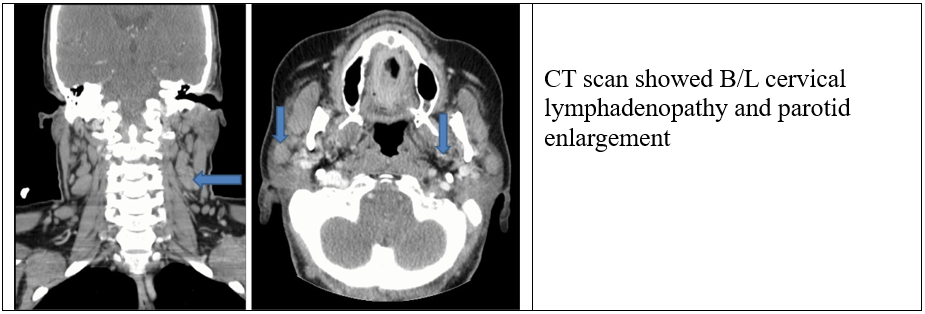 CT scan showed B/L cervical
lymphadenopathy and parotid
enlargement